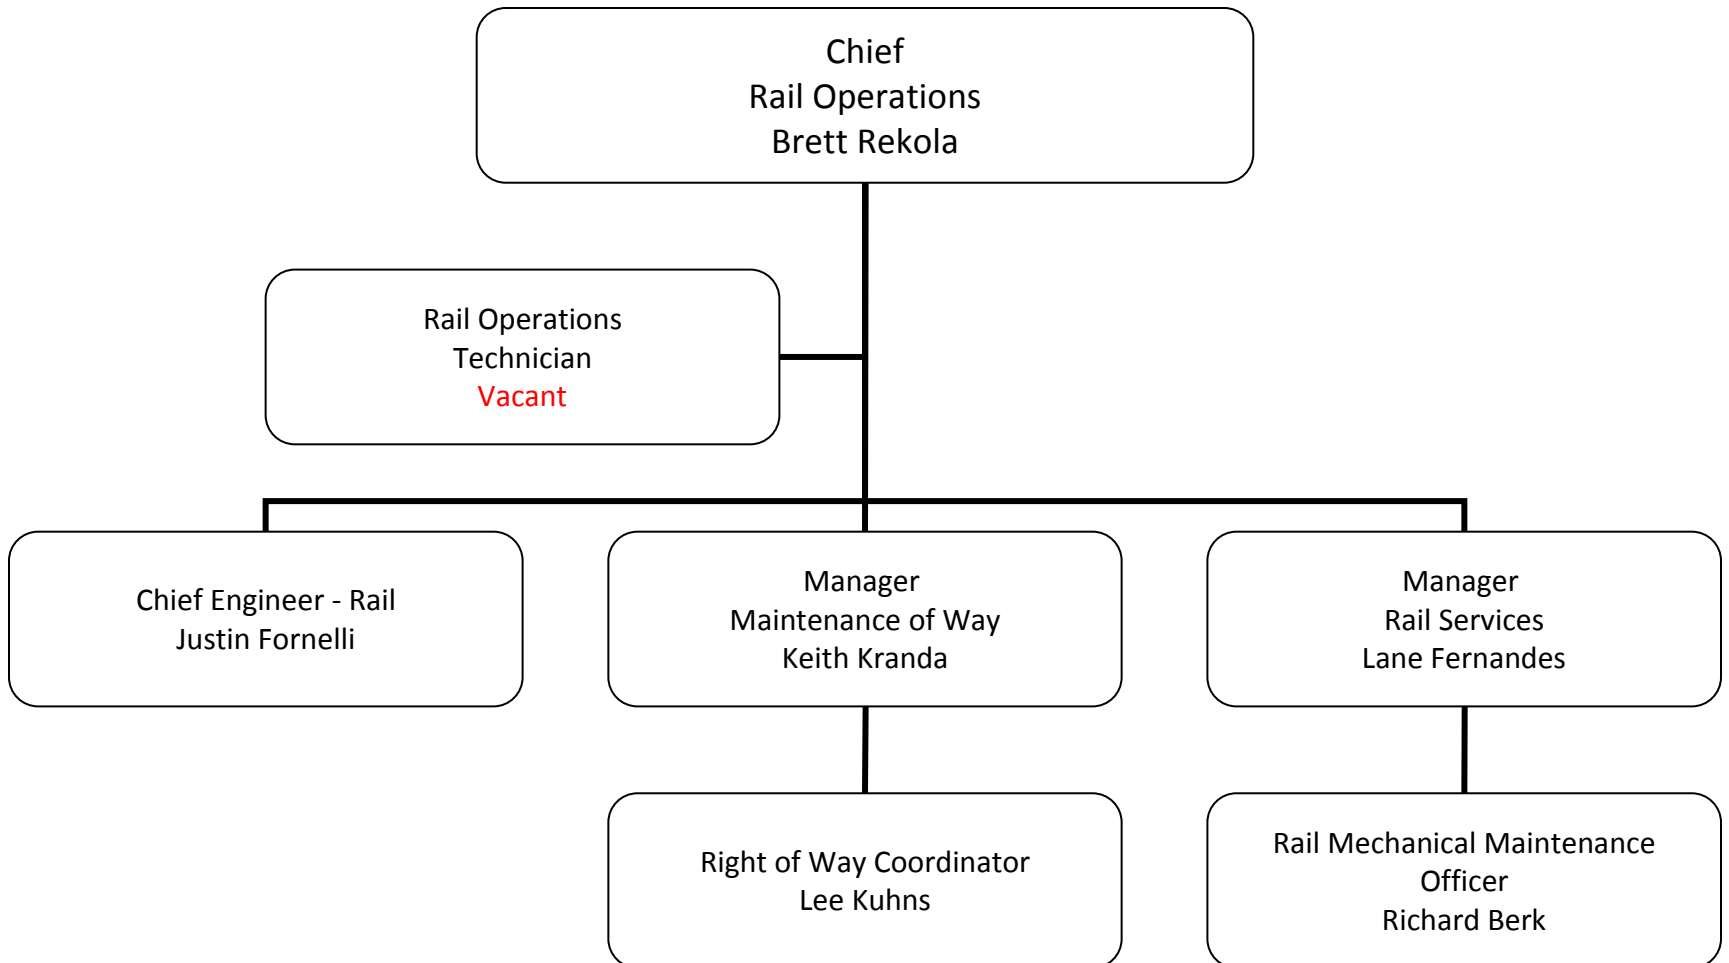 Chief
Rail Operations
Brett Rekola
Rail Operations
Technician
Vacant
Chief Engineer - Rail
Justin Fornelli
Manager
Maintenance of Way
Keith Kranda
Manager
Rail Services
Lane Fernandes
Right of Way Coordinator
Lee Kuhns
Rail Mechanical Maintenance
Officer
Richard Berk